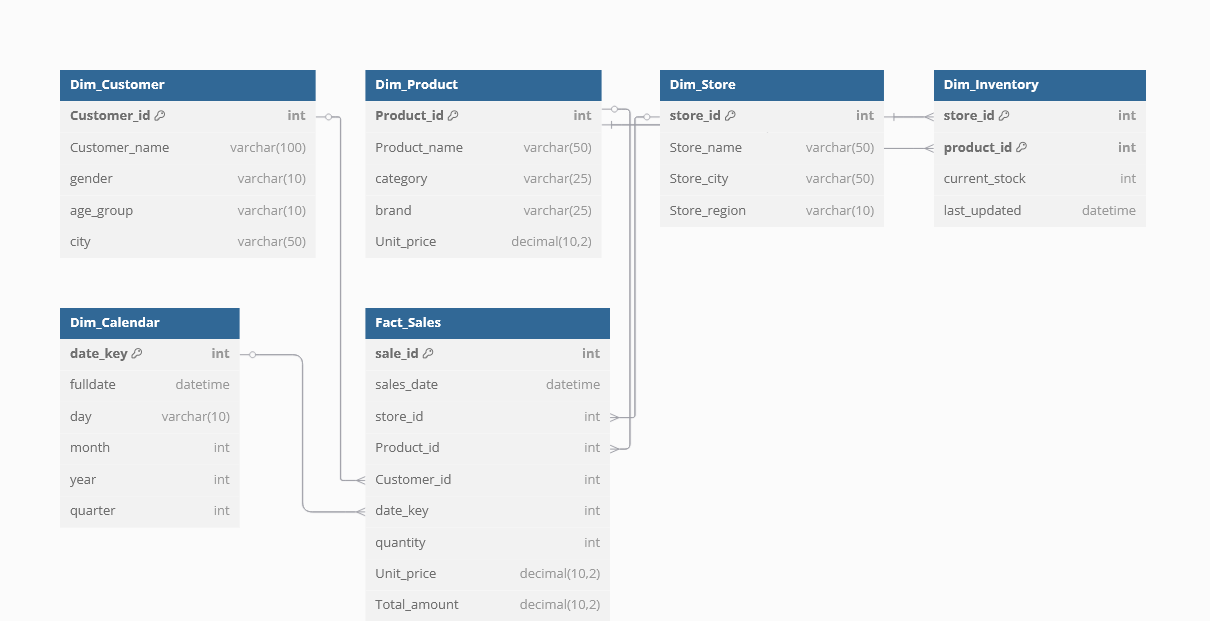 Dim_Customer
Customer_id int
Customer_name varchar(100)
gender varchar(10)
age_group varchar(10)
city varchar(50)
Dim_Product
Product_id int
Product_name varchar(50)
category varchar(25)
brand varchar(25)
Unit_price decimal(10,2)
Dim_Store
store_id int
Store_name varchar(50)
Store_city varchar(50)
Store_region varchar(10)
Dim_Inventory
store_id int
product_id int
current_stock int
last_updated datetime
Dim_Calendar
date_key int
fulldate datetime
day varchar(10)
month int
year int
quarter int
Fact_Sales
sale_id int
sales_date datetime
store_id int
Product_id int
Customer_id int
date_key int
quantity int
Unit_price decimal(10,2)
Total_amount decimal(10,2)